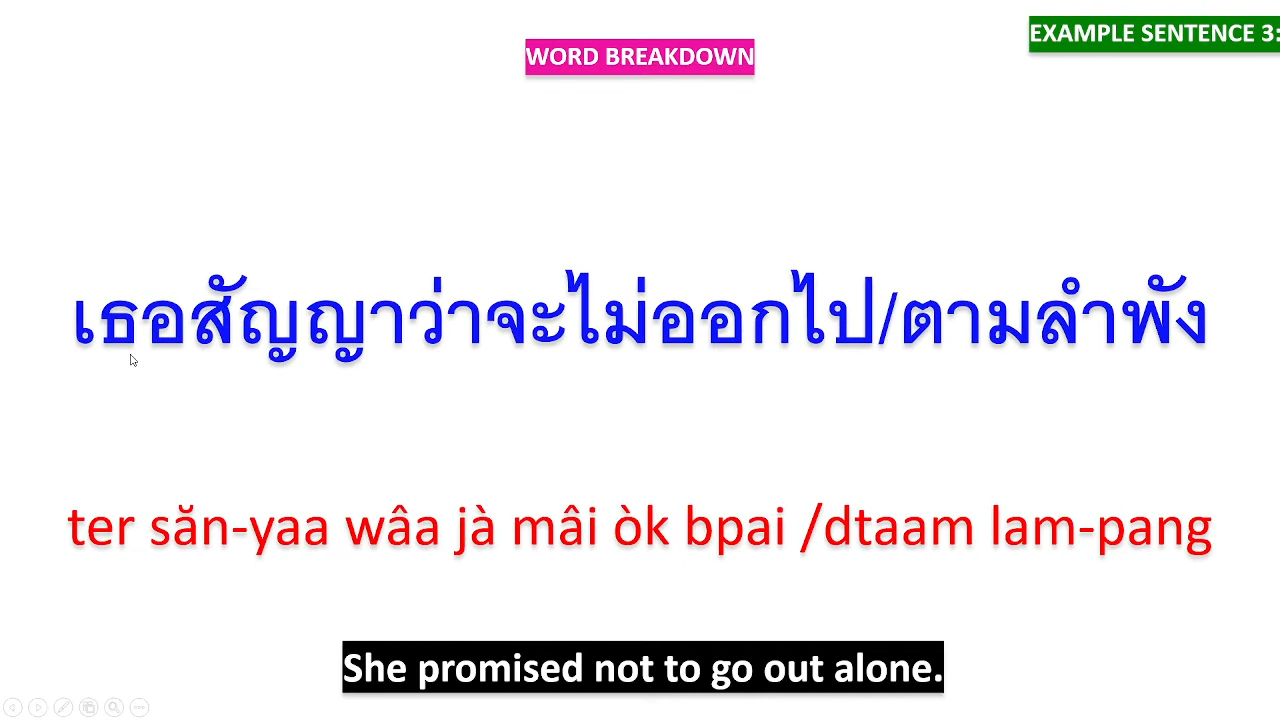 EXAMPLE SENTENCE 3:
WORD BREAKDOWN
เธอสัญญาว่าจะไม่ออกไป/ตามลำพัง
ter săn-yaa wâa jà mâi òk bpai /dtaam lam-pang
She promised not to go out alone.